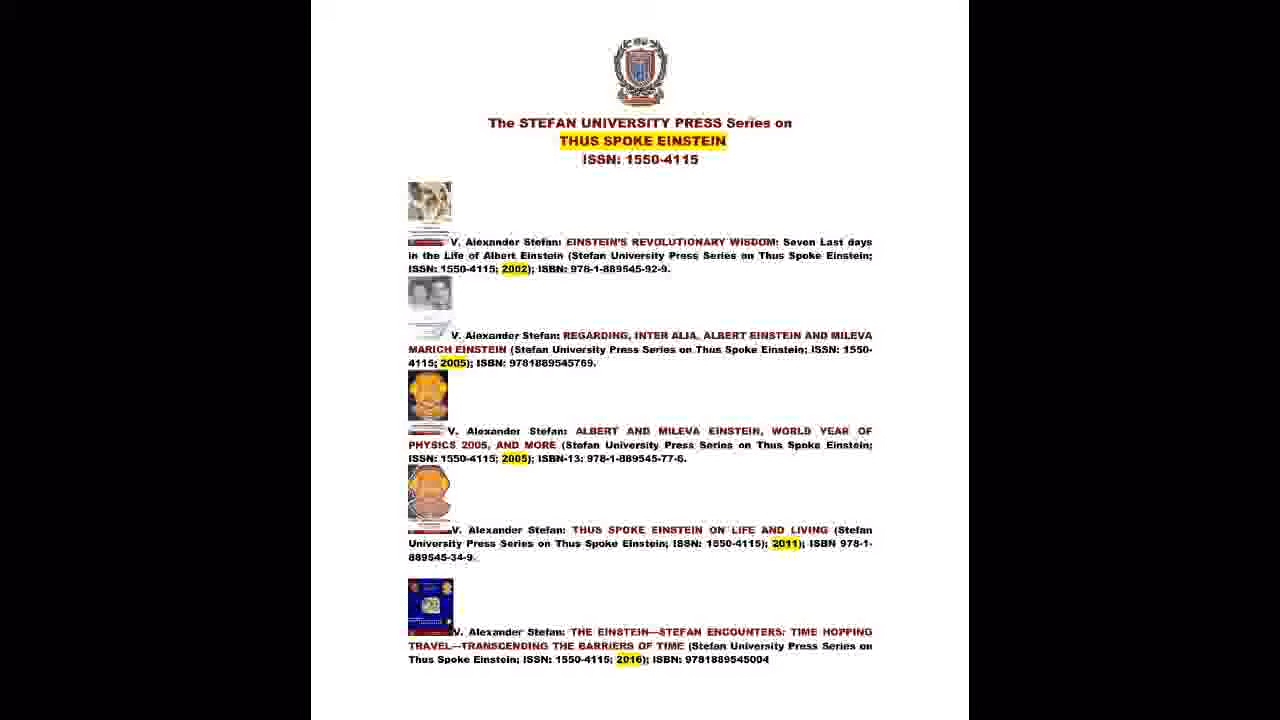 The STEFAN UNIVERSITY PRESS Series on
THUS SPOKE EINSTEIN
ISSN: 1550-4115
V. Alexander Stefan: EINSTEIN'S REVOLUTIONARY WISDOM: Seven Last days
in the Life of Albert Einstein (Stefan University Press Series on Thus Spoke Einstein;
ISSN: 1550-4115; 2002); ISBN: 978-1-889545-92-9.
V. Alexander Stefan: REGARDING, INTER ALIA, ALBERT EINSTEIN AND MILEVA
MARICH EINSTEIN (Stefan University Press Series on Thus Spoke Einstein; ISSN: 1550-
4115; 2005); ISBN: 9781889545769.
V. Alexander Stefan: ALBERT AND MILEVA EINSTEIN, WORLD YEAR OF
PHYSICS 2005, AND MORE (Stefan University Press Series on Thus Spoke Einstein;
ISSN: 1550-4115; 2005); ISBN-13: 978-1-889545-77-6.
V. Alexander Stefan: THUS SPOKE EINSTEIN ON LIFE AND LIVING (Stefan
University Press Series on Thus Spoke Einstein; ISSN: 1550-4115); 2011); ISBN 978-1-
889545-34-9.
V. Alexander Stefan: THE EINSTEIN—STEFAN ENCOUNTERS: TIME HOPPING
TRAVEL—TRANSCENDING THE BARRIERS OF TIME (Stefan University Press Series on
Thus Spoke Einstein; ISSN: 1550-4115; 2016); ISBN: 9781889545004